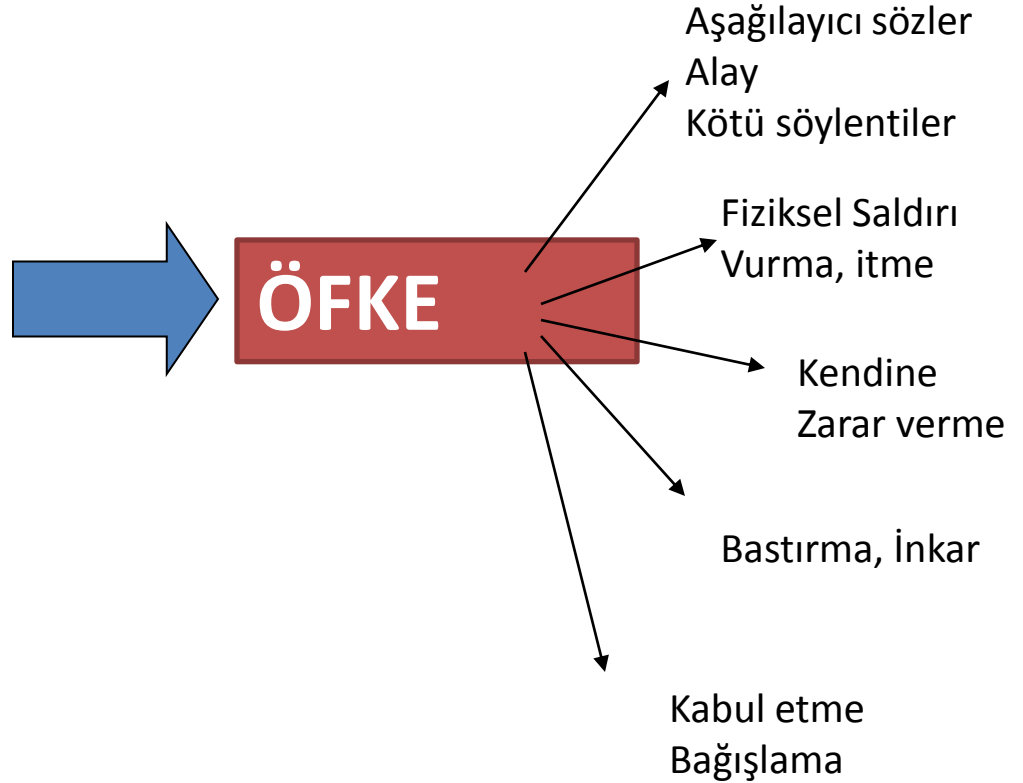 Aşağılayıcı sözler
Alay
Kötü söylentiler
Fiziksel Saldırı
Vurma, itme
ÖFKE
Kendine
Zarar verme
Bastırma, İnkar
Kabul etme
Bağışlama